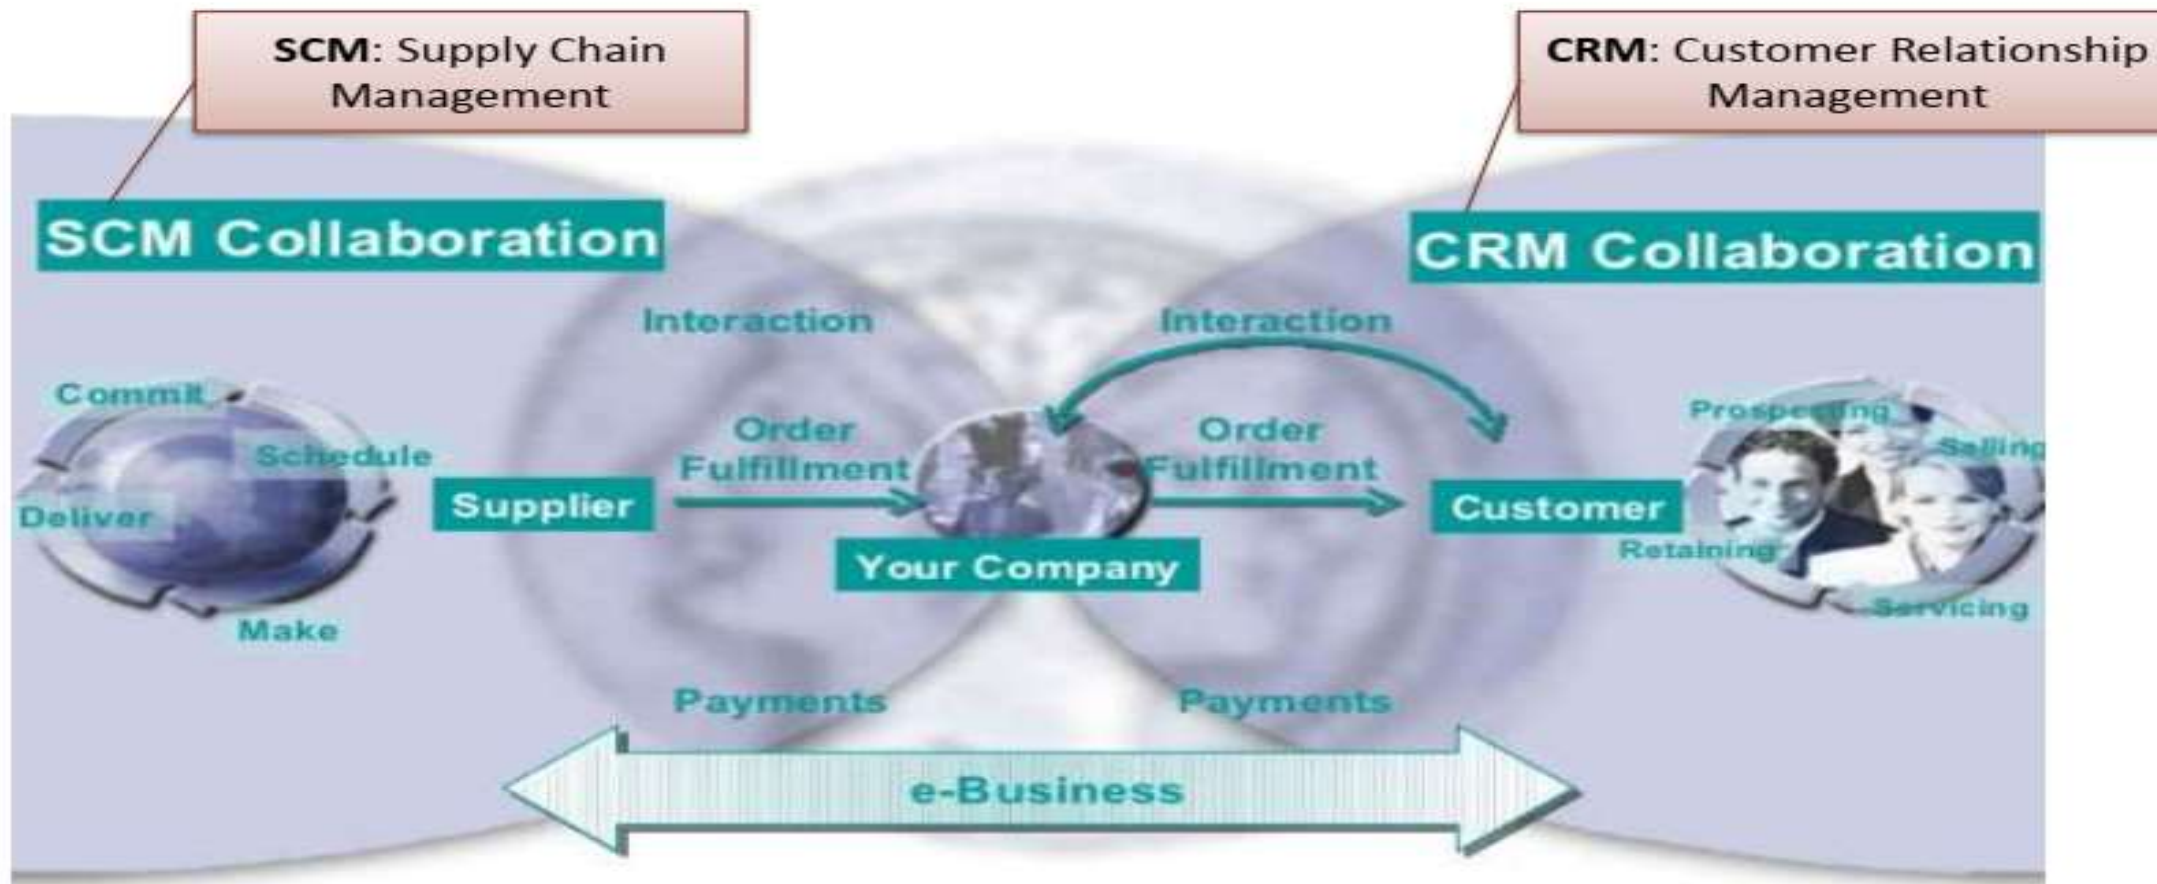 SCM: Supply Chain
Management
CRM: Customer Relationship
Management
SCM Collaboration
CRM Collaboration
Interaction
Interaction
Commit
Schedule
Deliver
Make
Supplier
Order
Fulfillment
Your Company
Order
Fulfillment
Customer
Prospecting
Selling
Retaining
Servicing
Payments
Payments
e-Business